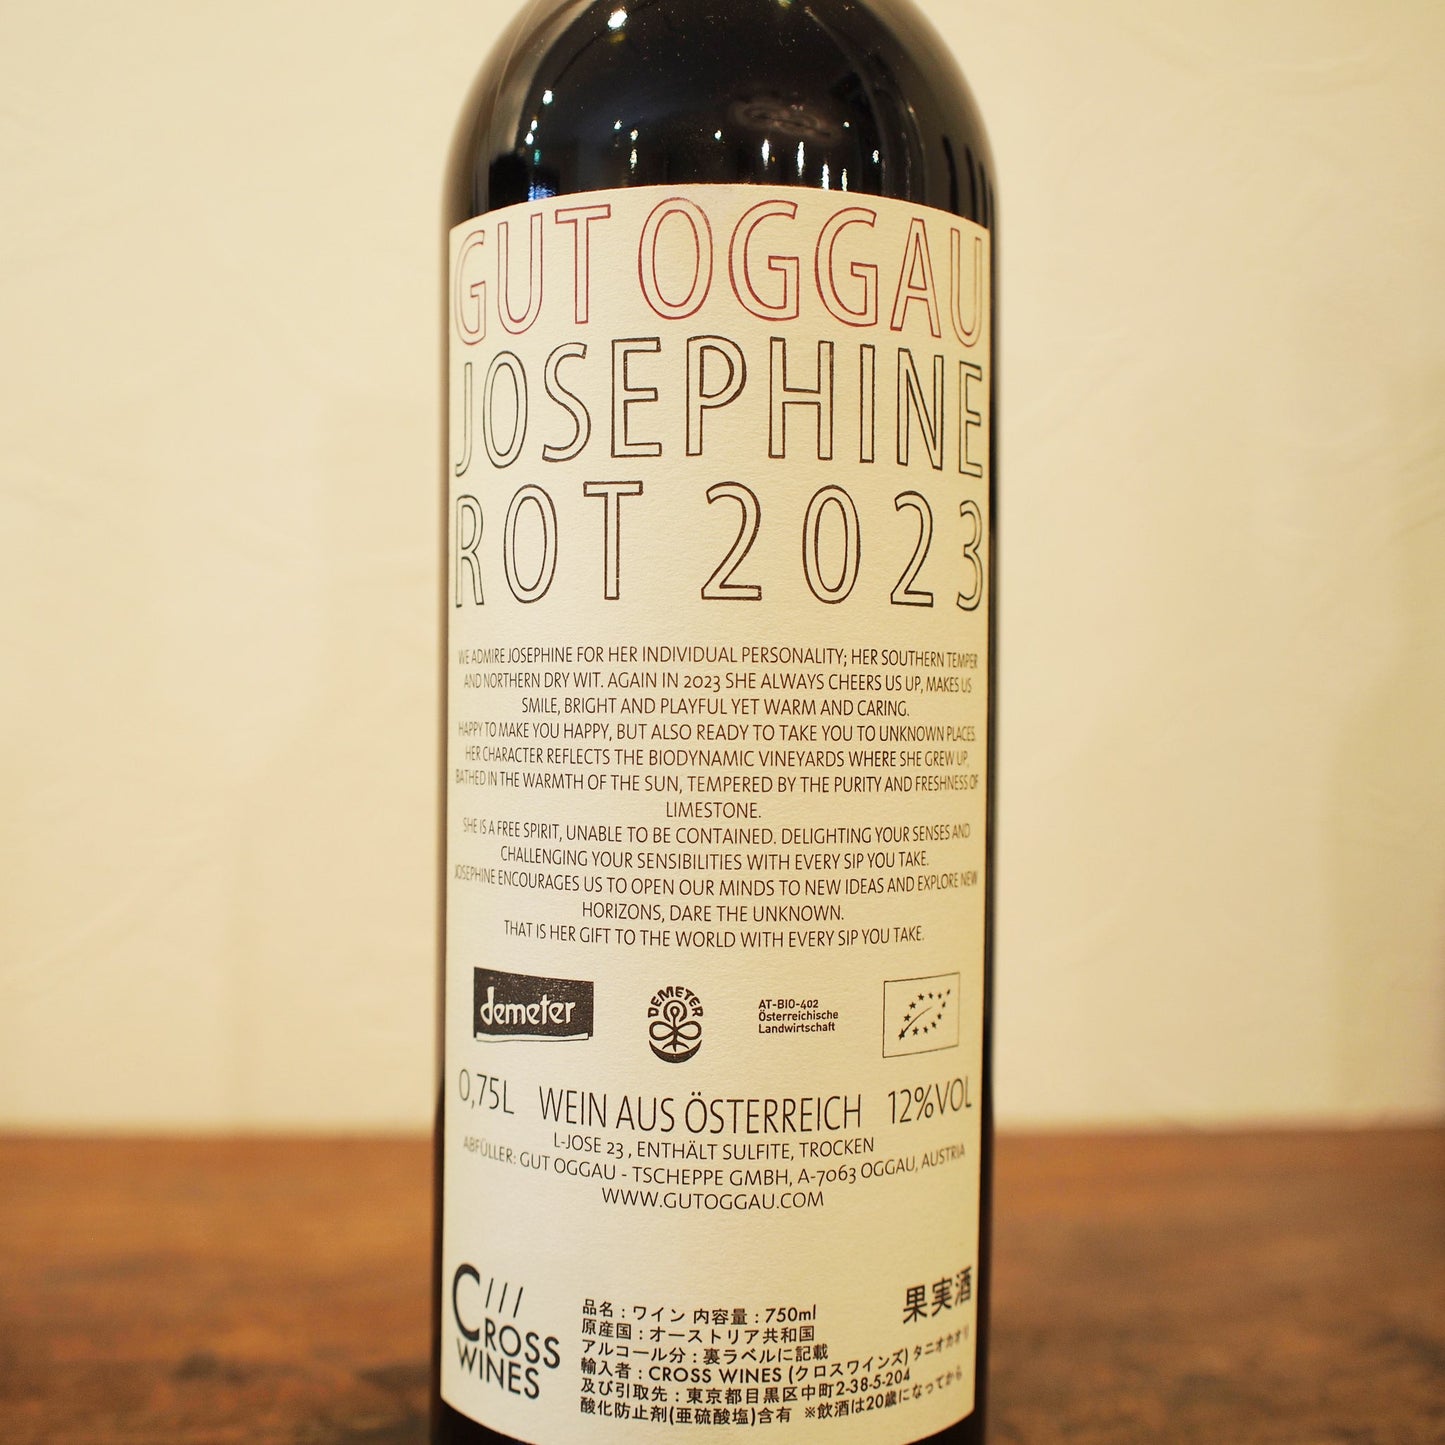 GUT OGGAU
JOSEPHINE
ROT 2023
WE ADMIRE JOSEPHINE FOR HER INDIVIDUAL PERSONALITY; HER SOUTHERN TEMPER
AND NORTHERN DRY WIT. AGAIN IN 2023 SHE ALWAYS CHEERS US UP, MAKES US
SMILE, BRIGHT AND PLAYFUL YET WARM AND CARING.
HAPPY TO MAKE YOU HAPPY, BUT ALSO READY TO TAKE YOU TO UNKNOWN PLACES.
HER CHARACTER REFLECTS THE BIODYNAMIC VINEYARDS WHERE SHE GREW UP,
BATHED IN THE WARMTH OF THE SUN, TEMPERED BY THE PURITY AND FRESHNESS OF
LIMESTONE.
SHE IS A FREE SPIRIT, UNABLE TO BE CONTAINED. DELIGHTING YOUR SENSES AND
CHALLENGING YOUR SENSIBILITIES WITH EVERY SIP YOU TAKE.
JOSEPHINE ENCOURAGES US TO OPEN OUR MINDS TO NEW IDEAS AND EXPLORE NEW
HORIZONS, DARE THE UNKNOWN.
THAT IS HER GIFT TO THE WORLD WITH EVERY SIP YOU TAKE.
demeter
DEMETER
AT-BIO-402
Österreichische
Landwirtschaft
0,75L WEIN AUS ÖSTERREICH 12%VOL
L-JOSE 23 , ENTHÄLT SULFITE, TROCKEN
ABFÜLLER: GUT OGGAU - TSCHEPPE GMBH, A-7063 OGGAU, AUSTRIA
WWW.GUTOGGAU.COM
CROSS
WINES
果実酒
品名 : ワイン 内容量 : 750ml
原産国 : オーストリア共和国
アルコール分 : 裏ラベルに記載
輸入者 : CROSS WINES (クロスワインズ) タニオカオリ
及び引取先 : 東京都目黒区中町2-38-5-204
酸化防止剤(亜硫酸塩)含有 ※飲酒は20歳になってから